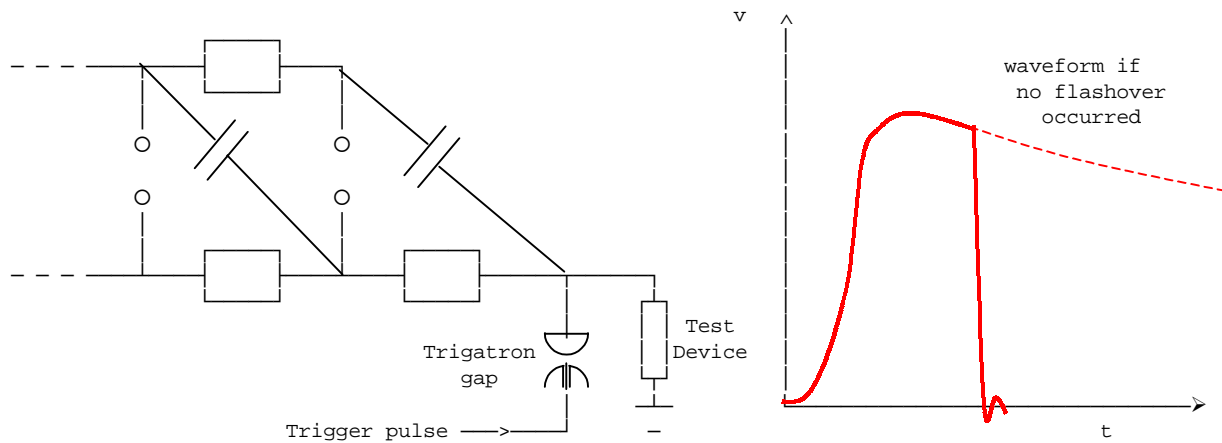 v
waveform if
no flashover
occurred
Trigatron
gap
Test
Device
Trigger pulse
t